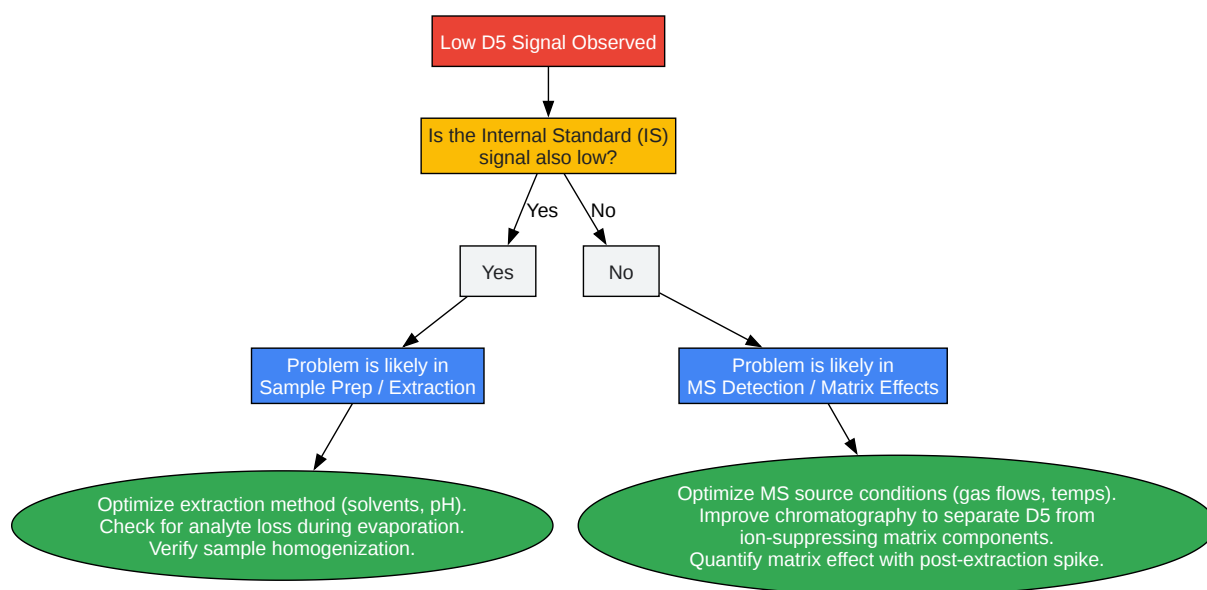 Low D5 Signal Observed
Is the Internal Standard (IS)
signal also low?
Yes
No
Yes
No
Problem is likely in
Sample Prep / Extraction
Problem is likely in
MS Detection / Matrix Effects
Optimize extraction method (solvents, pH).
Check for analyte loss during evaporation.
Verify sample homogenization.
Optimize MS source conditions (gas flows, temps).
Improve chromatography to separate D5 from
ion-suppressing matrix components.
Quantify matrix effect with post-extraction spike.